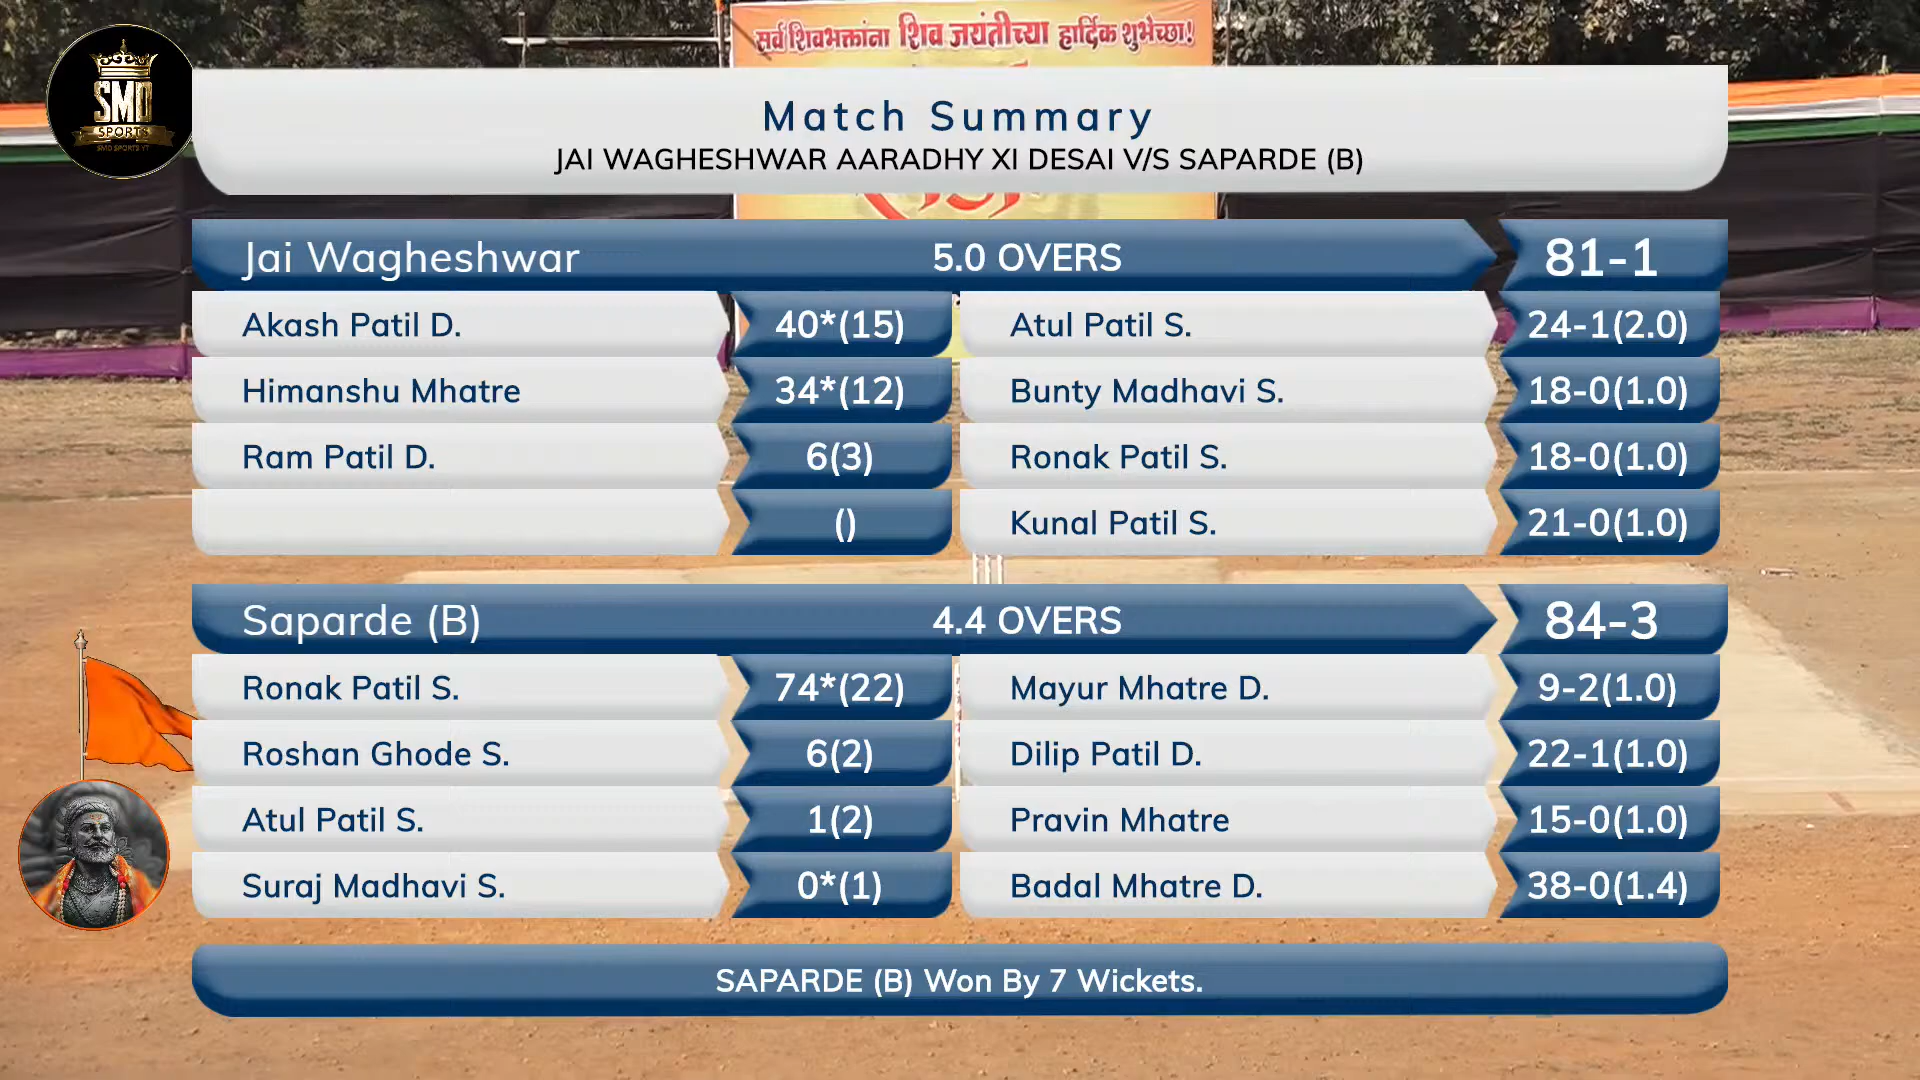 सर्व शिवभक्तांना शिव जयंतीच्या हार्दिक शुभेच्छा!
SMD
SPORTS
SMD SPORTS YT
Match Summary
JAI WAGHESHWAR AARADHY XI DESAI V/S SAPARDE (B)
Jai Wagheshwar 5.0 OVERS 81-1
Akash Patil D. 40*(15) Atul Patil S. 24-1(2.0)
Himanshu Mhatre 34*(12) Bunty Madhavi S. 18-0(1.0)
Ram Patil D. 6(3) Ronak Patil S. 18-0(1.0)
() Kunal Patil S. 21-0(1.0)
Saparde (B) 4.4 OVERS 84-3
Ronak Patil S. 74*(22) Mayur Mhatre D. 9-2(1.0)
Roshan Ghode S. 6(2) Dilip Patil D. 22-1(1.0)
Atul Patil S. 1(2) Pravin Mhatre 15-0(1.0)
Suraj Madhavi S. 0*(1) Badal Mhatre D. 38-0(1.4)
SAPARDE (B) Won By 7 Wickets.